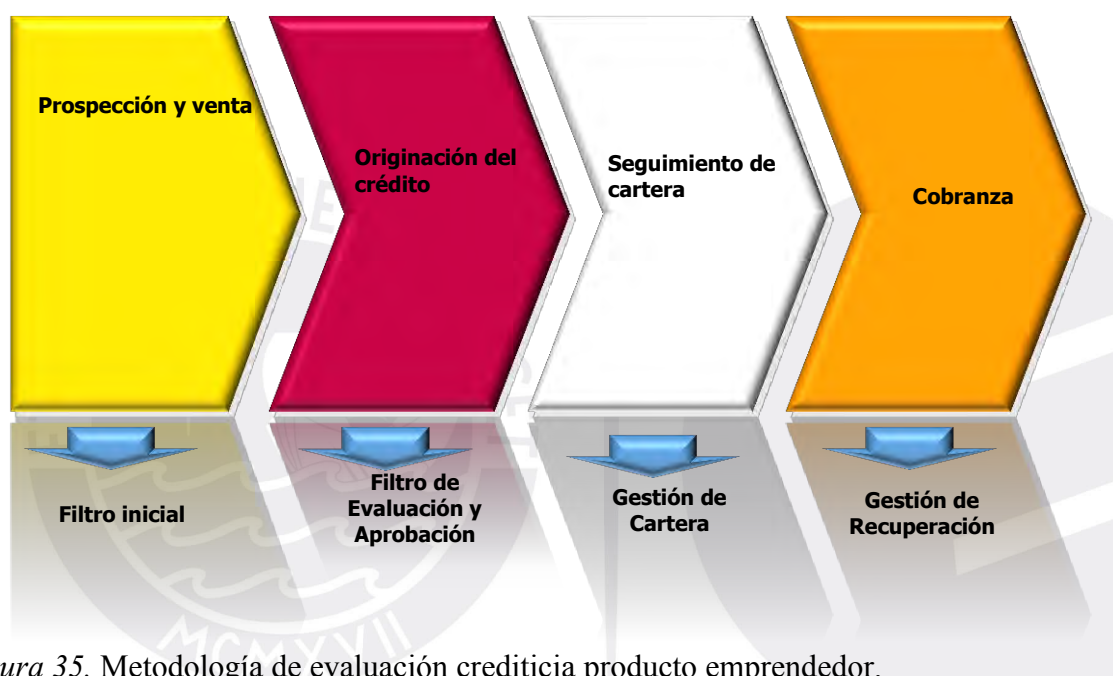 Prospección y venta
Originación del
crédito
Seguimiento de
cartera
Cobranza
Filtro inicial
Filtro de
Evaluación y
Aprobación
Gestión de
Cartera
Gestión de
Recuperación
MCMXVII
ura 35. Metodología de evaluación crediticia producto emprendedor.